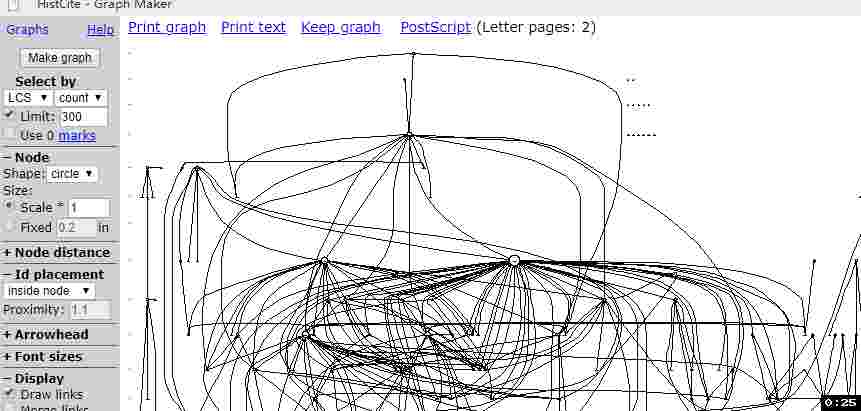 HistCite - Graph Maker
Graphs Help
Print graph Print text Keep graph PostScript (Letter pages: 2)
Make graph
Select by
LCS count
Limit: 300
Use 0 marks
− Node
Shape: circle
Size:
Scale * 1
Fixed 0.2 in
+ Node distance
− Id placement
inside node
Proximity: 1.1
+ Arrowhead
+ Font sizes
− Display
Draw links
Merge links
0:25